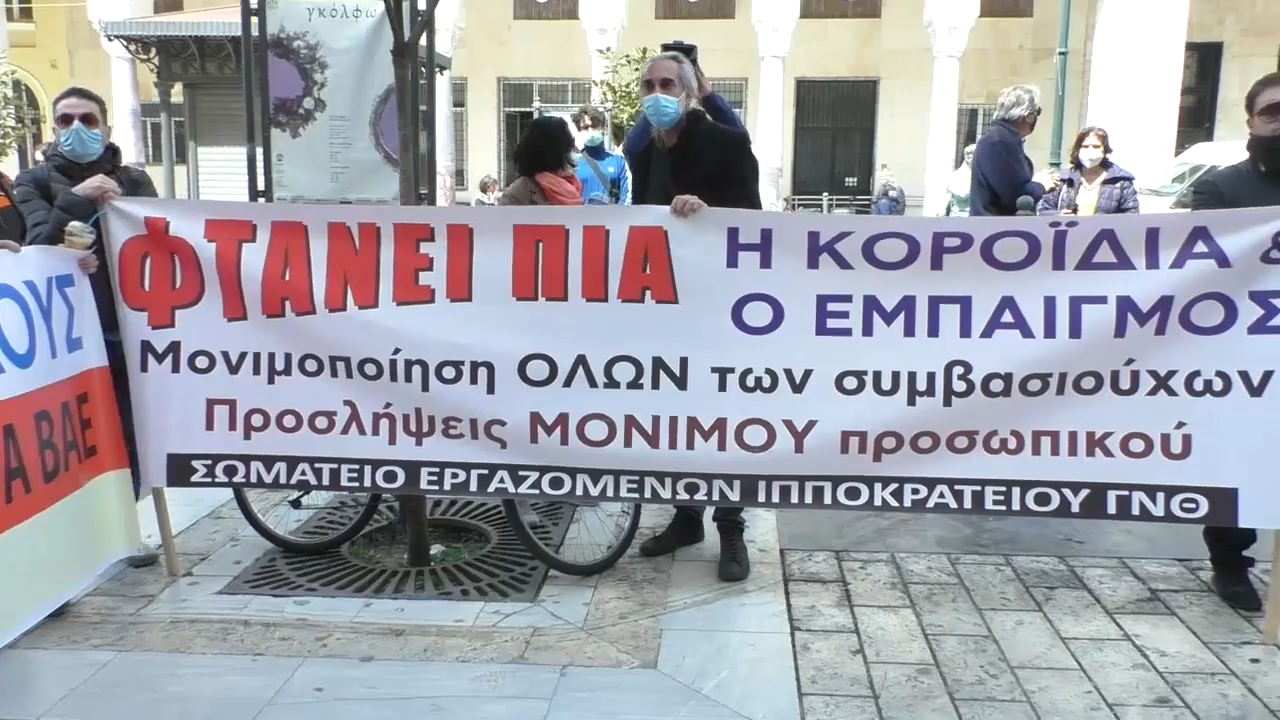 γκόλφω
ΦΤΑΝΕΙ ΠΙΑ
Η ΚΟΡΟΪΔΙΑ &
Ο ΕΜΠΑΙΓΜΟΣ
Μονιμοποίηση ΟΛΩΝ των συμβασιούχων
Προσλήψεις ΜΟΝΙΜΟΥ προσωπικού
ΣΩΜΑΤΕΙΟ ΕΡΓΑΖΟΜΕΝΩΝ ΙΠΠΟΚΡΑΤΕΙΟΥ ΓΝΘ
ΟΥΣ
Α ΒΑΕ